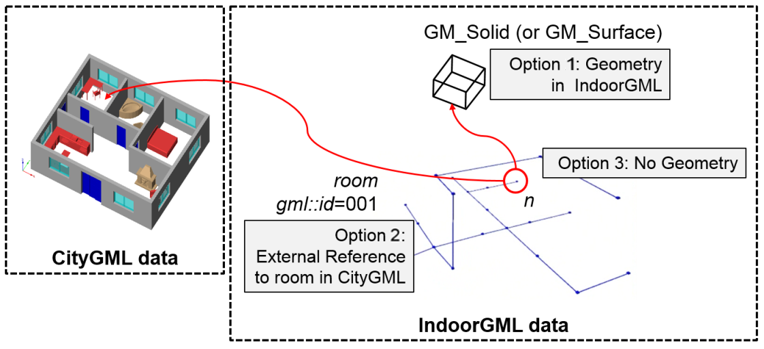 GM_Solid (or GM_Surface)
Option 1: Geometry
in IndoorGML
Option 3: No Geometry
n
room
gml::id=001
Option 2:
External Reference
to room in CityGML
CityGML data
IndoorGML data